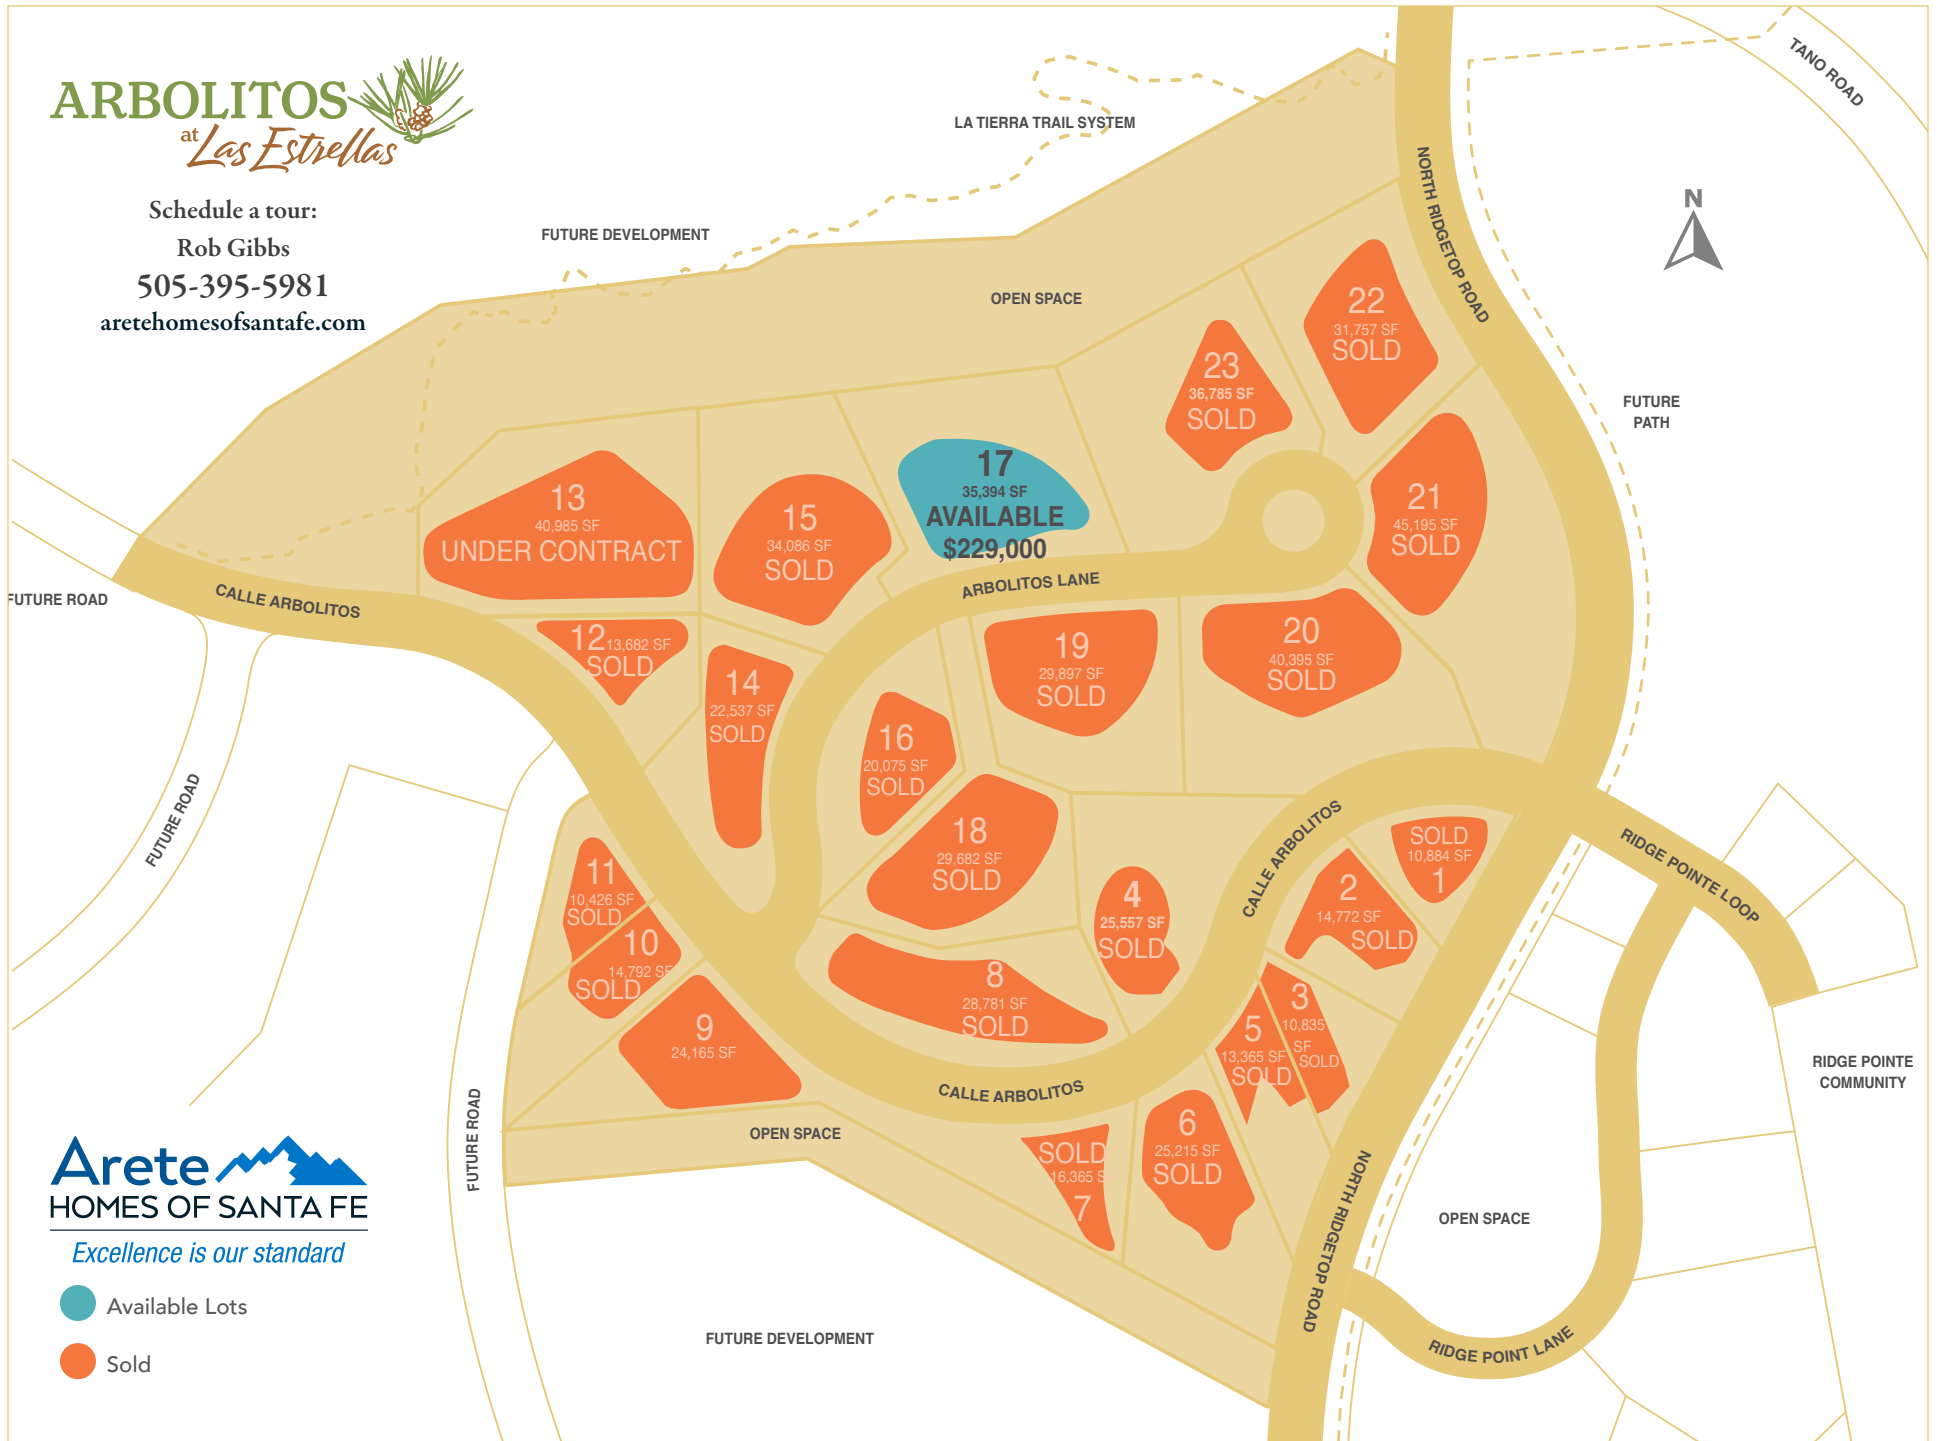 ARBOLITOS
at Las Estrellas
Schedule a tour:
Rob Gibbs
505-395-5981
aretehomesofsantafe.com
TANO ROAD
LA TIERRA TRAIL SYSTEM
NORTH RIDGETOP ROAD
N
FUTURE DEVELOPMENT
OPEN SPACE
22
31,757 SF
SOLD
23
36,785 SF
SOLD
FUTURE
PATH
17
35,394 SF
AVAILABLE
$229,000
13
40,985 SF
UNDER CONTRACT
15
34,086 SF
SOLD
21
45,195 SF
SOLD
ARBOLITOS LANE
FUTURE ROAD
CALLE ARBOLITOS
12
13,682 SF
SOLD
14
22,537 SF
SOLD
19
29,897 SF
SOLD
20
40,395 SF
SOLD
16
20,075 SF
SOLD
FUTURE ROAD
18
29,682 SF
SOLD
CALLE ARBOLITOS
SOLD
10,884 SF
1
RIDGE POINTE LOOP
11
10,426 SF
SOLD
4
25,557 SF
SOLD
2
14,772 SF
SOLD
10
14,792 SF
SOLD
8
28,781 SF
SOLD
9
24,165 SF
3
10,835
SF
SOLD
5
13,365 SF
SOLD
RIDGE POINTE
COMMUNITY
CALLE ARBOLITOS
FUTURE ROAD
OPEN SPACE
SOLD
16,365 S
7
6
25,215 SF
SOLD
NORTH RIDGETOP ROAD
OPEN SPACE
RIDGE POINT LANE
FUTURE DEVELOPMENT
Arete
HOMES OF SANTA FE
Excellence is our standard
Available Lots
Sold